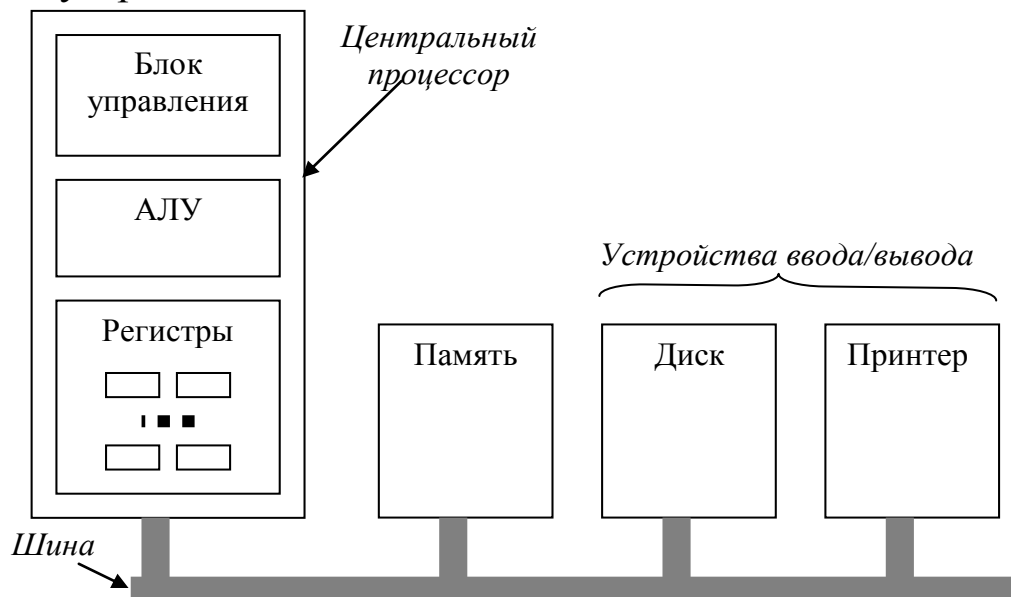 Центральный
процессор
Блок
управления
АЛУ
Устройства ввода/вывода
Регистры
Память
Диск
Принтер
Шина